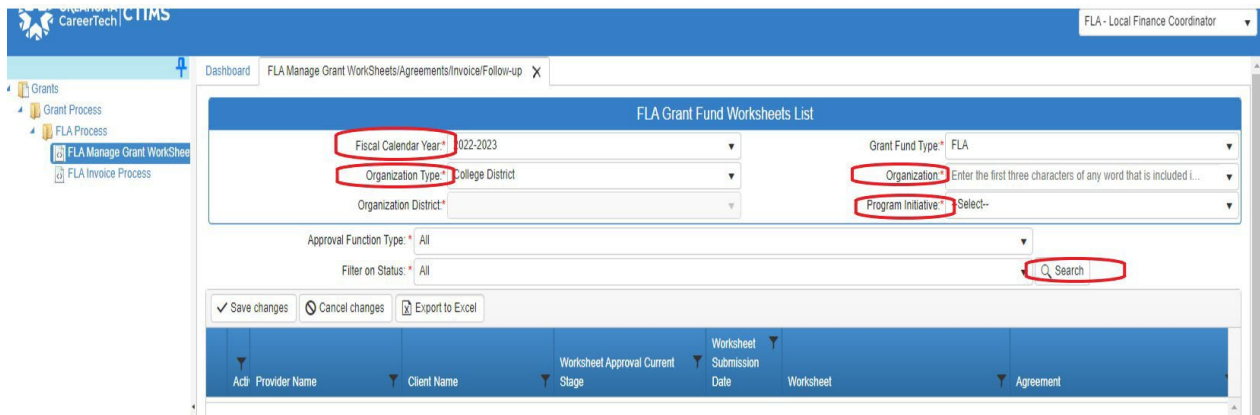 OKLAHOMA
CareerTech CTIMS
FLA - Local Finance Coordinator
Dashboard FLA Manage Grant WorkSheets/Agreements/Invoice/Follow-up X
Grants
Grant Process
FLA Process
FLA Manage Grant WorkShee
FLA Invoice Process
FLA Grant Fund Worksheets List
Fiscal Calendar Year:* 2022-2023 Grant Fund Type:* FLA
Organization Type:* College District Organization:* Enter the first three characters of any word that is included i...
Organization District:* Program Initiative:* --Select--
Approval Function Type: * All
Filter on Status: * All Search
Save changes Cancel changes Export to Excel
Acti Provider Name Client Name Worksheet Approval Current Stage Worksheet Submission Date Worksheet Agreement